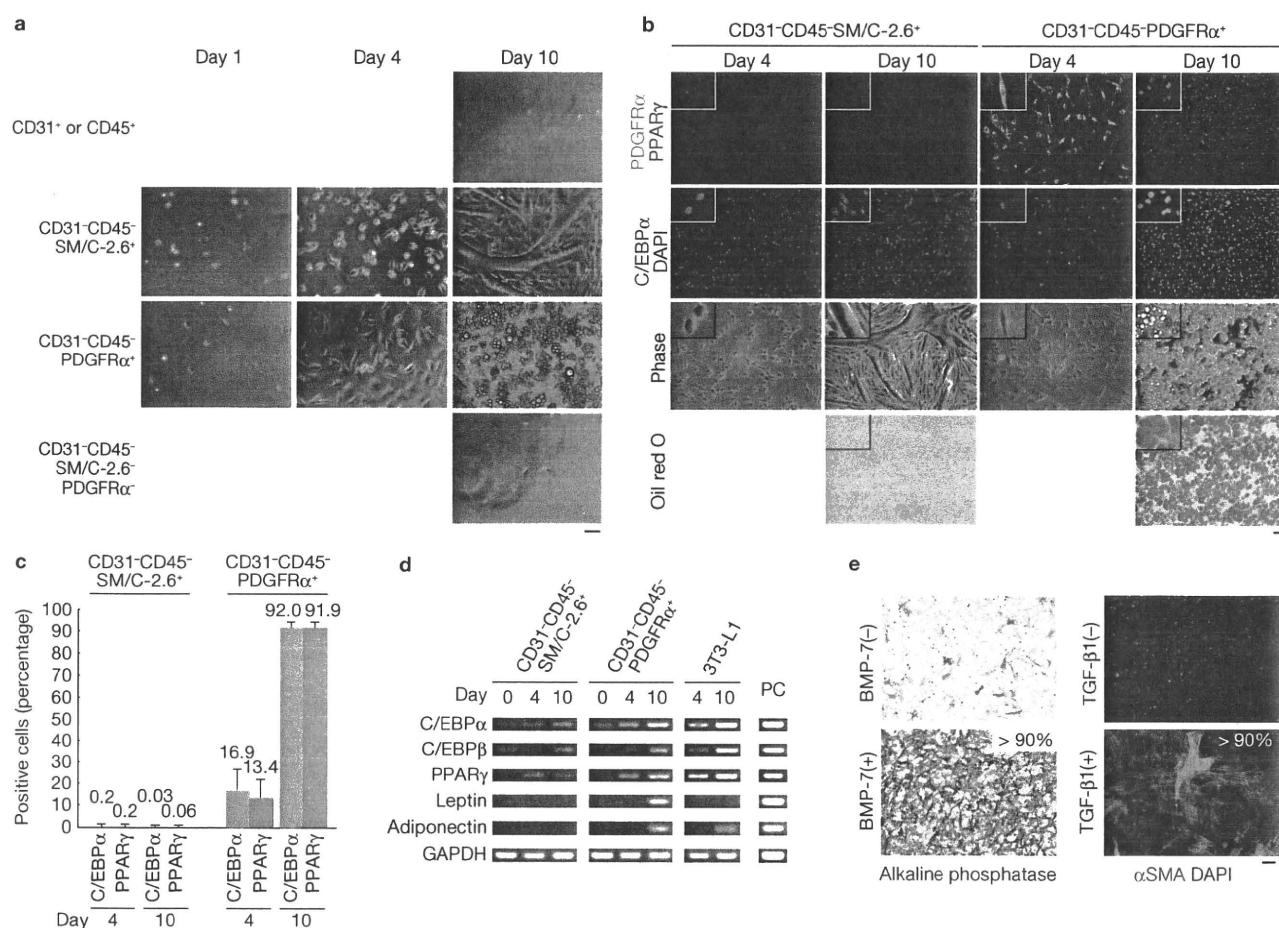 a
Day 1 Day 4 Day 10
CD31⁺ or CD45⁺
CD31⁻CD45⁻
SM/C-2.6⁺
CD31⁻CD45⁻
PDGFRα⁺
CD31⁻CD45⁻
SM/C-2.6⁻
PDGFRα⁻
b
CD31⁻CD45⁻SM/C-2.6⁺ CD31⁻CD45⁻PDGFRα⁺
Day 4 Day 10 Day 4 Day 10
PDGFRα
PPARγ
C/EBPα
DAPI
Phase
Oil red O
c
CD31⁻CD45⁻
SM/C-2.6⁺
CD31⁻CD45⁻
PDGFRα⁺
Positive cells (percentage)
100
90
80
70
60
50
40
30
20
10
0
0.2
0.2
0.03
0.06
16.9
13.4
92.0
91.9
C/EBPα
PPARγ
C/EBPα
PPARγ
C/EBPα
PPARγ
C/EBPα
PPARγ
Day 4 10 4 10
d
CD31⁻CD45⁻
SM/C-2.6⁺
CD31⁻CD45⁻
PDGFRα⁺
3T3-L1
Day 0 4 10 0 4 10 4 10 PC
C/EBPα
C/EBPβ
PPARγ
Leptin
Adiponectin
GAPDH
e
BMP-7(–)
BMP-7(+)
> 90%
Alkaline phosphatase
TGF-β1(–)
TGF-β1(+)
> 90%
αSMA DAPI